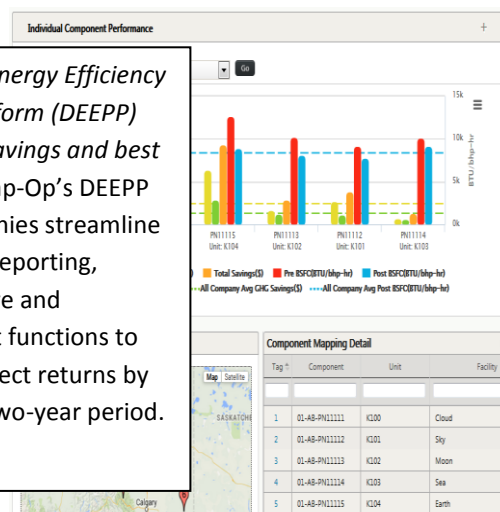 Individual Component Performance
+
Go
nergy Efficiency
form (DEEPP)
avings and best
p-Op's DEEPP
nies streamline
eporting,
e and
t functions to
ect returns by
wo-year period.
15k
10k
5k
0k
BTU/bhp-hr
PN11115
Unit: K104
PN11113
Unit: K102
PN11112
Unit: K101
PN11114
Unit: K103
) Total Savings($) Pre BSFC(BTU/bhp-hr) Post BSFC(BTU/bhp-hr)
All Company Avg GHG Savings($) All Company Avg Post BSFC(BTU/bhp-hr)
Map Satellite
SASKATCHE
Calgary
Component Mapping Detail
Tag Component Unit Facility
1 01-AB-PN11111 K100 Cloud
2 01-AB-PN11112 K101 Sky
3 01-AB-PN11113 K102 Moon
4 01-AB-PN11114 K103 Sea
5 01-AB-PN11115 K104 Earth